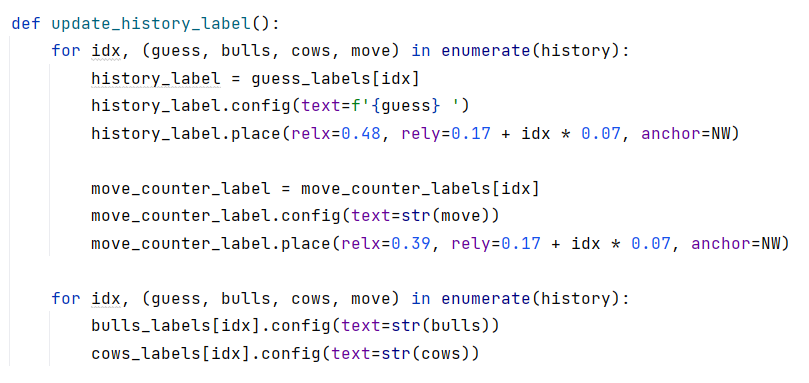 def update_history_label():
    for idx, (guess, bulls, cows, move) in enumerate(history):
        history_label = guess_labels[idx]
        history_label.config(text=f'{guess} ')
        history_label.place(relx=0.48, rely=0.17 + idx * 0.07, anchor=NW)

        move_counter_label = move_counter_labels[idx]
        move_counter_label.config(text=str(move))
        move_counter_label.place(relx=0.39, rely=0.17 + idx * 0.07, anchor=NW)

    for idx, (guess, bulls, cows, move) in enumerate(history):
        bulls_labels[idx].config(text=str(bulls))
        cows_labels[idx].config(text=str(cows))